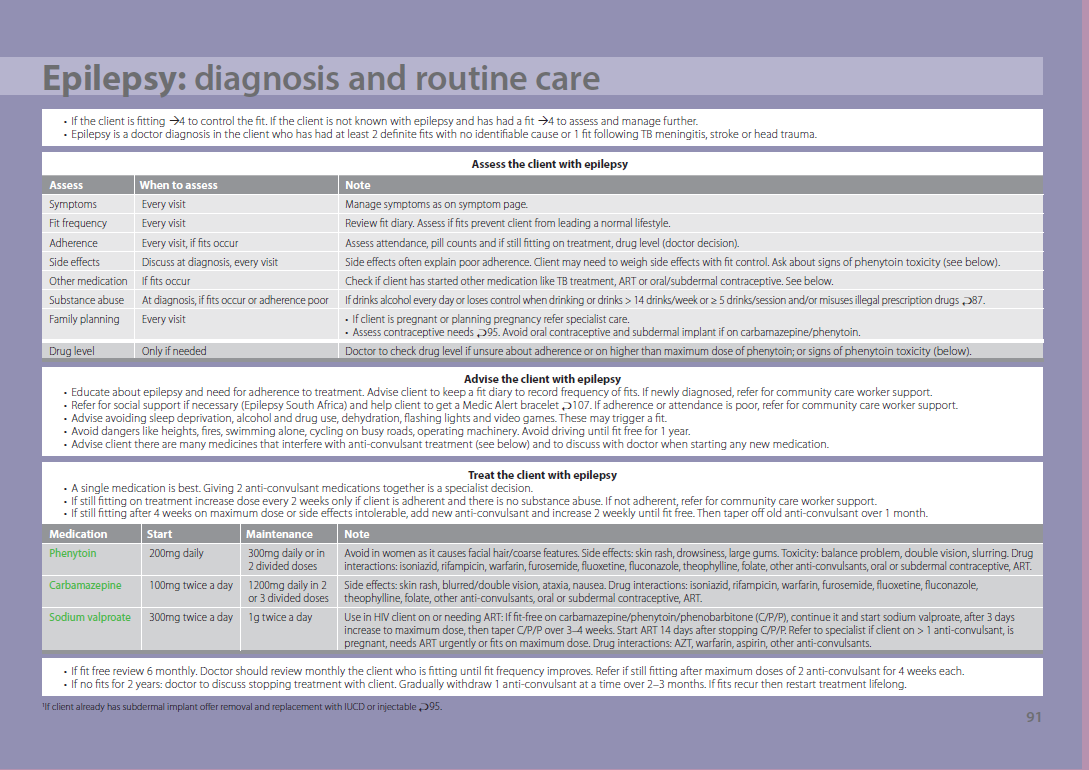 Epilepsy: diagnosis and routine care
• If the client is fitting →4 to control the fit. If the client is not known with epilepsy and has had a fit →4 to assess and manage further.
• Epilepsy is a doctor diagnosis in the client who has had at least 2 definite fits with no identifiable cause or 1 fit following TB meningitis, stroke or head trauma.
Assess the client with epilepsy
Assess When to assess Note
Symptoms Every visit Manage symptoms as on symptom page.
Fit frequency Every visit Review fit diary. Assess if fits prevent client from leading a normal lifestyle.
Adherence Every visit, if fits occur Assess attendance, pill counts and if still fitting on treatment, drug level (doctor decision).
Side effects Discuss at diagnosis, every visit Side effects often explain poor adherence. Client may need to weigh side effects with fit control. Ask about signs of phenytoin toxicity (see below).
Other medication If fits occur Check if client has started other medication like TB treatment, ART or oral/subdermal contraceptive. See below.
Substance abuse At diagnosis, if fits occur or adherence poor If drinks alcohol every day or loses control when drinking or drinks > 14 drinks/week or ≥ 5 drinks/session and/or misuses illegal prescription drugs ⮌87.
Family planning Every visit • If client is pregnant or planning pregnancy refer specialist care.
• Assess contraceptive needs ⮌95. Avoid oral contraceptive and subdermal implant if on carbamazepine/phenytoin.
Drug level Only if needed Doctor to check drug level if unsure about adherence or on higher than maximum dose of phenytoin; or signs of phenytoin toxicity (below).
Advise the client with epilepsy
• Educate about epilepsy and need for adherence to treatment. Advise client to keep a fit diary to record frequency of fits. If newly diagnosed, refer for community care worker support.
• Refer for social support if necessary (Epilepsy South Africa) and help client to get a Medic Alert bracelet ⮌107. If adherence or attendance is poor, refer for community care worker support.
• Advise avoiding sleep deprivation, alcohol and drug use, dehydration, flashing lights and video games. These may trigger a fit.
• Avoid dangers like heights, fires, swimming alone, cycling on busy roads, operating machinery. Avoid driving until fit free for 1 year.
• Advise client there are many medicines that interfere with anti-convulsant treatment (see below) and to discuss with doctor when starting any new medication.
Treat the client with epilepsy
• A single medication is best. Giving 2 anti-convulsant medications together is a specialist decision.
• If still fitting on treatment increase dose every 2 weeks only if client is adherent and there is no substance abuse. If not adherent, refer for community care worker support.
• If still fitting after 4 weeks on maximum dose or side effects intolerable, add new anti-convulsant and increase 2 weekly until fit free. Then taper off old anti-convulsant over 1 month.
Medication Start Maintenance Note
Phenytoin 200mg daily 300mg daily or in Avoid in women as it causes facial hair/coarse features. Side effects: skin rash, drowsiness, large gums. Toxicity: balance problem, double vision, slurring. Drug
2 divided doses interactions: isoniazid, rifampicin, warfarin, furosemide, fluoxetine, fluconazole, theophylline, folate, other anti-convulsants, oral or subdermal contraceptive, ART.
Carbamazepine 100mg twice a day 1200mg daily in 2 Side effects: skin rash, blurred/double vision, ataxia, nausea. Drug interactions: isoniazid, rifampicin, warfarin, furosemide, fluoxetine, fluconazole,
or 3 divided doses theophylline, folate, other anti-convulsants, oral or subdermal contraceptive, ART.
Sodium valproate 300mg twice a day 1g twice a day Use in HIV client on or needing ART: If fit-free on carbamazepine/phenytoin/phenobarbitone (C/P/P), continue it and start sodium valproate, after 3 days
increase to maximum dose, then taper C/P/P over 3–4 weeks. Start ART 14 days after stopping C/P/P. Refer to specialist if client on > 1 anti-convulsant, is
pregnant, needs ART urgently or fits on maximum dose. Drug interactions: AZT, warfarin, aspirin, other anti-convulsants.
• If fit free review 6 monthly. Doctor should review monthly the client who is fitting until fit frequency improves. Refer if still fitting after maximum doses of 2 anti-convulsant for 4 weeks each.
• If no fits for 2 years: doctor to discuss stopping treatment with client. Gradually withdraw 1 anti-convulsant at a time over 2–3 months. If fits recur then restart treatment lifelong.
¹If client already has subdermal implant offer removal and replacement with IUCD or injectable ⮌95.
91